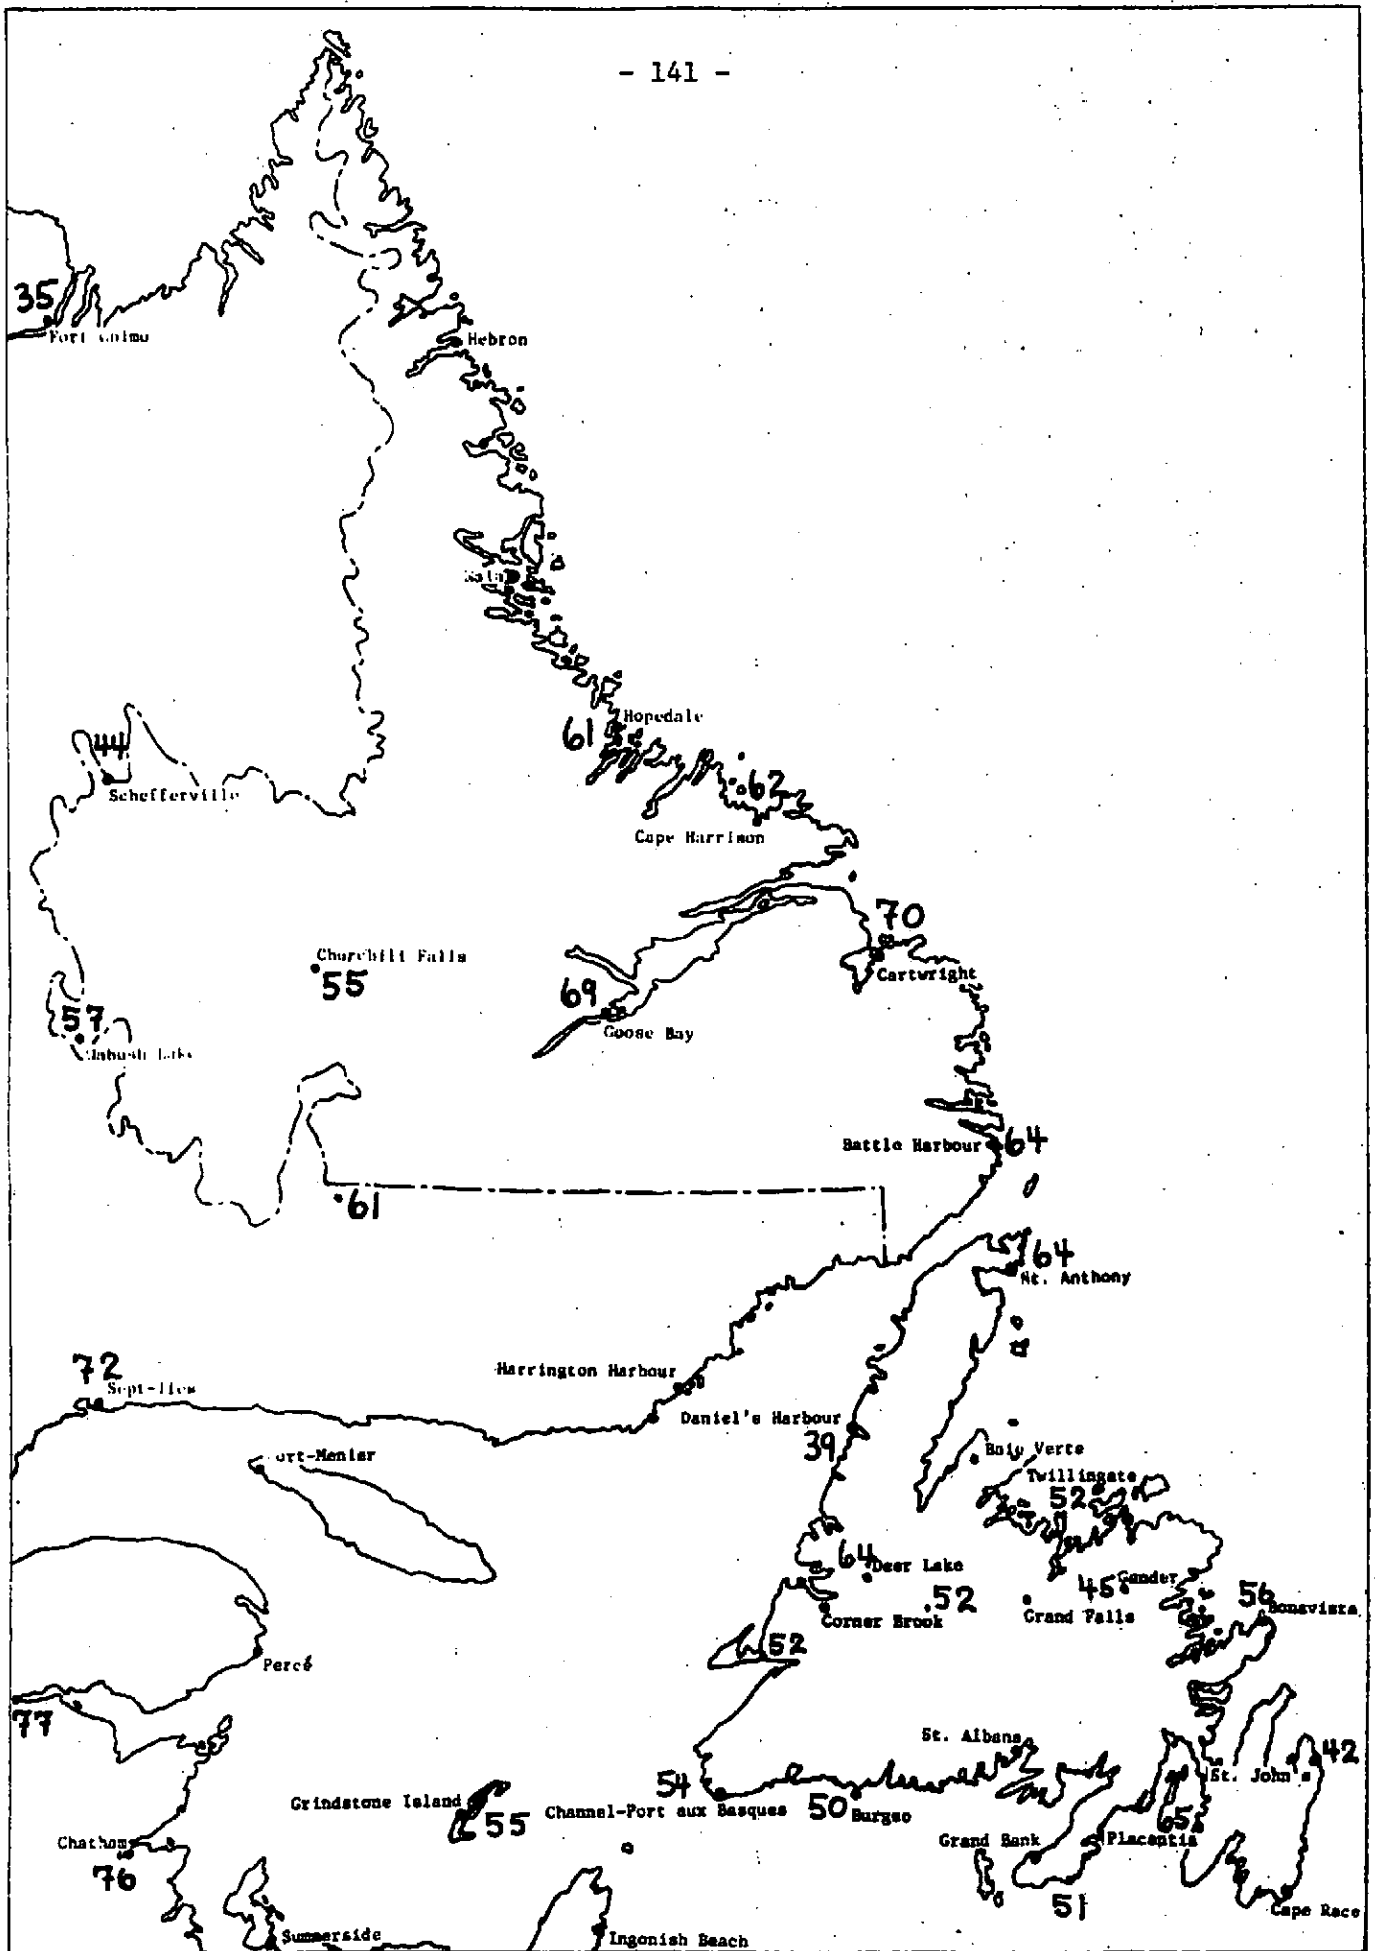 - 141 -
35
Hebron
61
Hopedale
44
Schefferville
62
Cape Harrison
70
Cartwright
Churchill Falls
55
69
Goose Bay
57
Lake
Battle Harbour
64
61
64
St. Anthony
72
Sept-Iles
Harrington Harbour
Daniel's Harbour
39
Baie Verte
Twillingate
52
64
Deer Lake
52
Corner Brook
Grand Falls
45
Gander
56
Bonavista
52
Percé
77
St. Albans
42
St. John's
54
Channel-Port aux Basques
50
Burgeo
Grindstone Island
55
65
Placentia
Grand Bank
51
Chatham
76
Cape Race
Summerside
Ingonish Beach